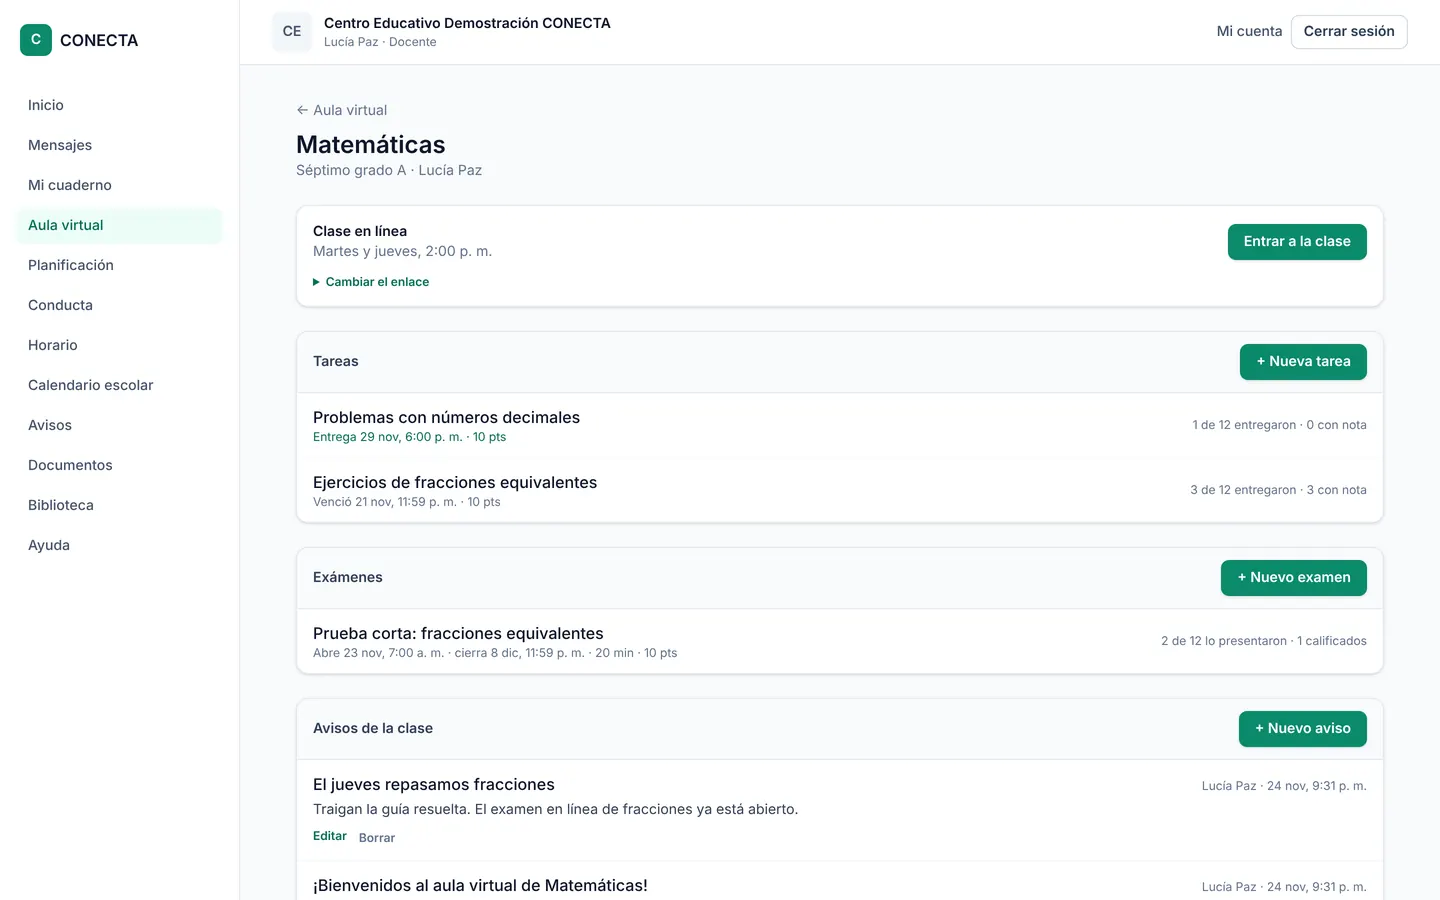 C CONECTA
Inicio
Mensajes
Mi cuaderno
Aula virtual
Planificación
Conducta
Horario
Calendario escolar
Avisos
Documentos
Biblioteca
Ayuda
CE
Centro Educativo Demostración CONECTA
Lucía Paz · Docente
Mi cuenta
Cerrar sesión
← Aula virtual
Matemáticas
Séptimo grado A · Lucía Paz
Clase en línea
Martes y jueves, 2:00 p. m.
▶ Cambiar el enlace
Entrar a la clase
Tareas
+ Nueva tarea
Problemas con números decimales
Entrega 29 nov, 6:00 p. m. · 10 pts
1 de 12 entregaron · 0 con nota
Ejercicios de fracciones equivalentes
Venció 21 nov, 11:59 p. m. · 10 pts
3 de 12 entregaron · 3 con nota
Exámenes
+ Nuevo examen
Prueba corta: fracciones equivalentes
Abre 23 nov, 7:00 a. m. · cierra 8 dic, 11:59 p. m. · 20 min · 10 pts
2 de 12 lo presentaron · 1 calificados
Avisos de la clase
+ Nuevo aviso
El jueves repasamos fracciones
Lucía Paz · 24 nov, 9:31 p. m.
Traigan la guía resuelta. El examen en línea de fracciones ya está abierto.
Editar Borrar
¡Bienvenidos al aula virtual de Matemáticas!
Lucía Paz · 24 nov, 9:31 p. m.